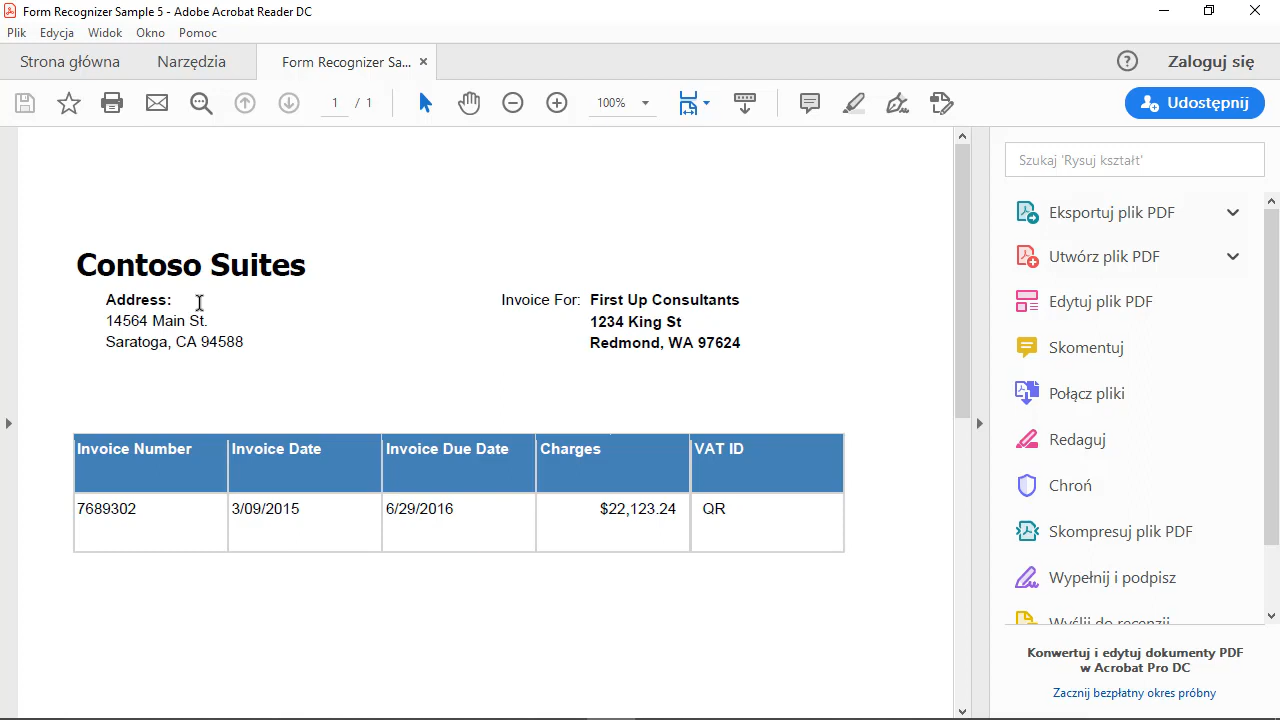 Form Recognizer Sample 5 - Adobe Acrobat Reader DC
Plik Edycja Widok Okno Pomoc
Strona główna Narzędzia Form Recognizer Sa... Zaloguj się
1 / 1 100% Udostępnij
Szukaj 'Rysuj kształt'
Eksportuj plik PDF
Utwórz plik PDF
Edytuj plik PDF
Skomentuj
Połącz pliki
Redaguj
Chroń
Skompresuj plik PDF
Wypełnij i podpisz
Wyślij do recenzji
Konwertuj i edytuj dokumenty PDF
w Acrobat Pro DC
Zacznij bezpłatny okres próbny
Contoso Suites
Address:
14564 Main St.
Saratoga, CA 94588
Invoice For: First Up Consultants
1234 King St
Redmond, WA 97624
Invoice Number Invoice Date Invoice Due Date Charges VAT ID
7689302 3/09/2015 6/29/2016 $22,123.24 QR